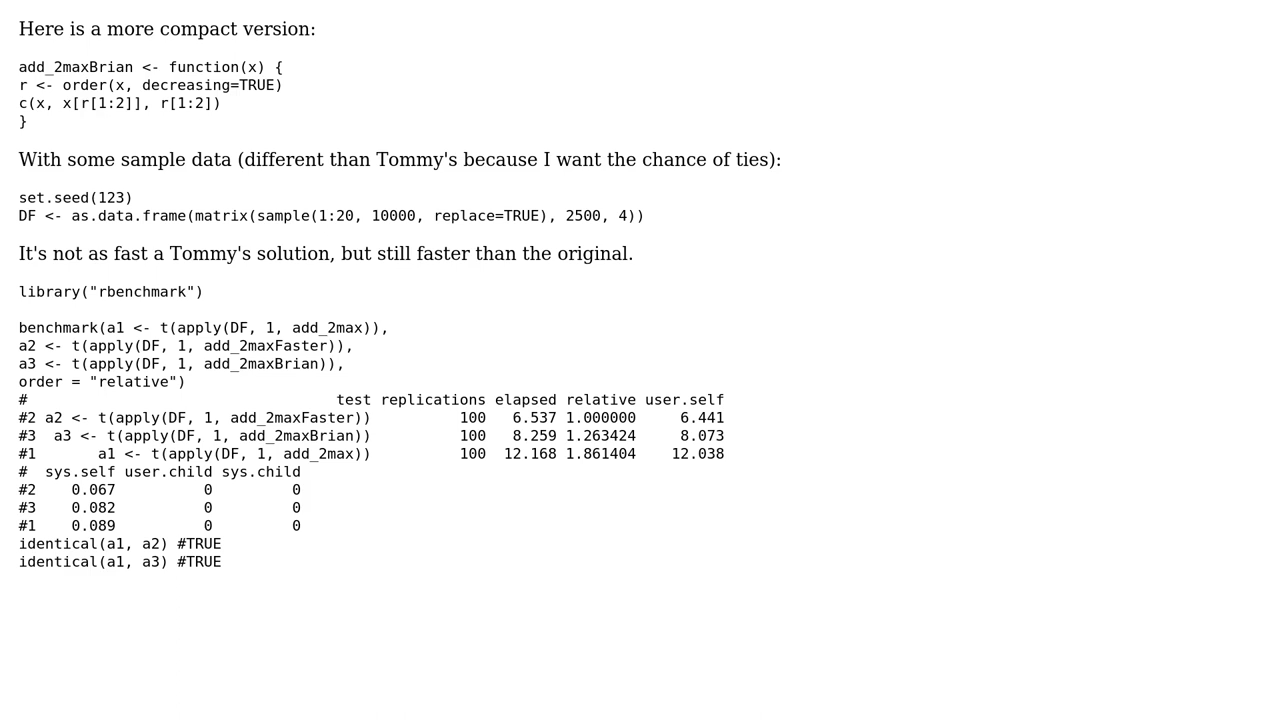 Here is a more compact version:
add_2maxBrian <- function(x) {
r <- order(x, decreasing=TRUE)
c(x, x[r[1:2]], r[1:2])
}
With some sample data (different than Tommy's because I want the chance of ties):
set.seed(123)
DF <- as.data.frame(matrix(sample(1:20, 10000, replace=TRUE), 2500, 4))
It's not as fast a Tommy's solution, but still faster than the original.
library("rbenchmark")
benchmark(a1 <- t(apply(DF, 1, add_2max)),
a2 <- t(apply(DF, 1, add_2maxFaster)),
a3 <- t(apply(DF, 1, add_2maxBrian)),
order = "relative")
#                                   test replications elapsed relative user.self
#2 a2 <- t(apply(DF, 1, add_2maxFaster))          100   6.537 1.000000     6.441
#3  a3 <- t(apply(DF, 1, add_2maxBrian))          100   8.259 1.263424     8.073
#1       a1 <- t(apply(DF, 1, add_2max))          100  12.168 1.861404    12.038
#  sys.self user.child sys.child
#2    0.067          0         0
#3    0.082          0         0
#1    0.089          0         0
identical(a1, a2) #TRUE
identical(a1, a3) #TRUE